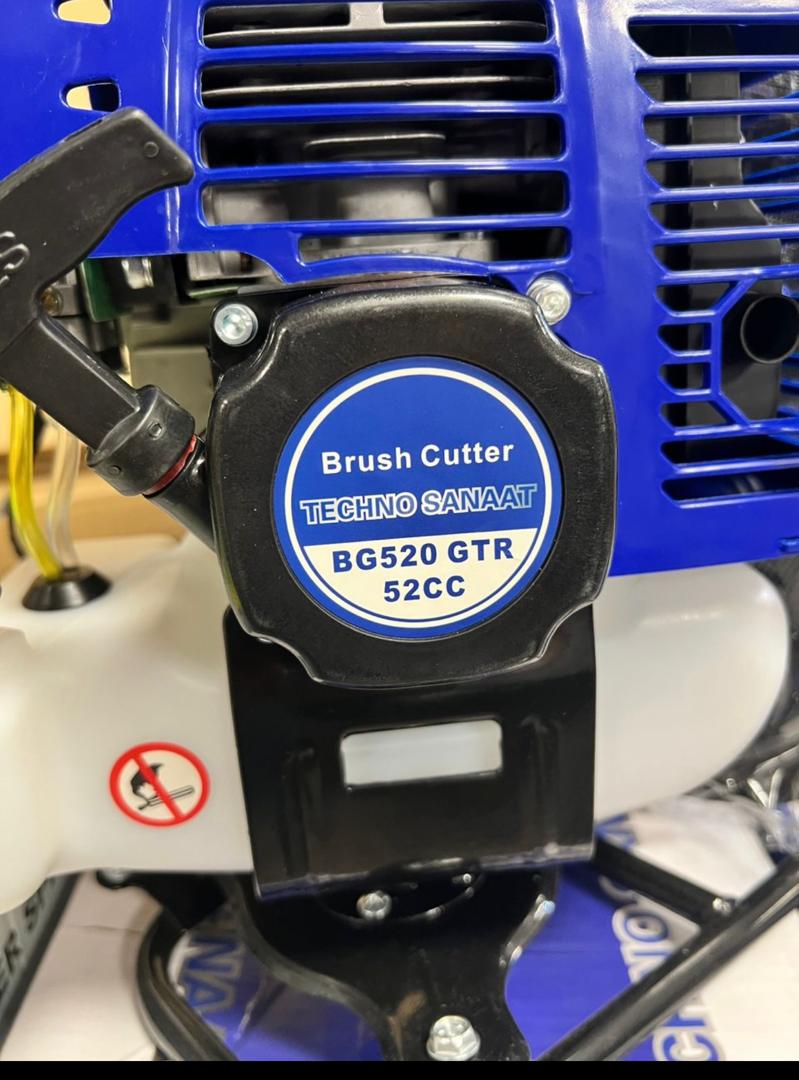 Brush Cutter
TECHNO SANAAT
BG520 GTR
52CC